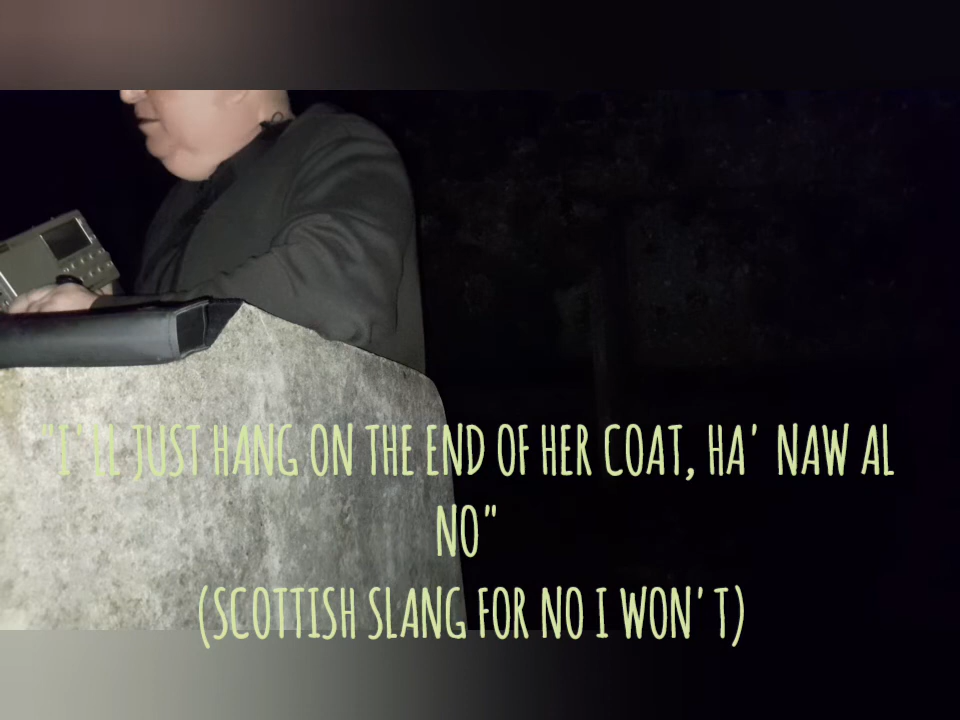 "I'LL JUST HANG ON THE END OF HER COAT, HA' NAW AL
NO"
(SCOTTISH SLANG FOR NO I WON'T)